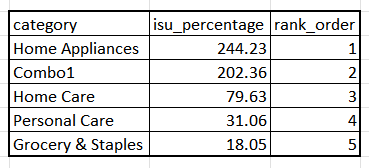 category isu_percentage rank_order
Home Appliances 244.23 1
Combo1 202.36 2
Home Care 79.63 3
Personal Care 31.06 4
Grocery & Staples 18.05 5